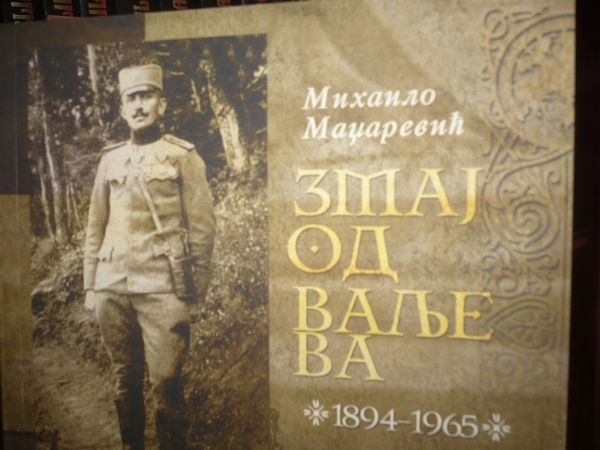 Михаило
Маџаревић
ЗМАЈ
ОД
ВАЉЕ
ВА
1894-1965